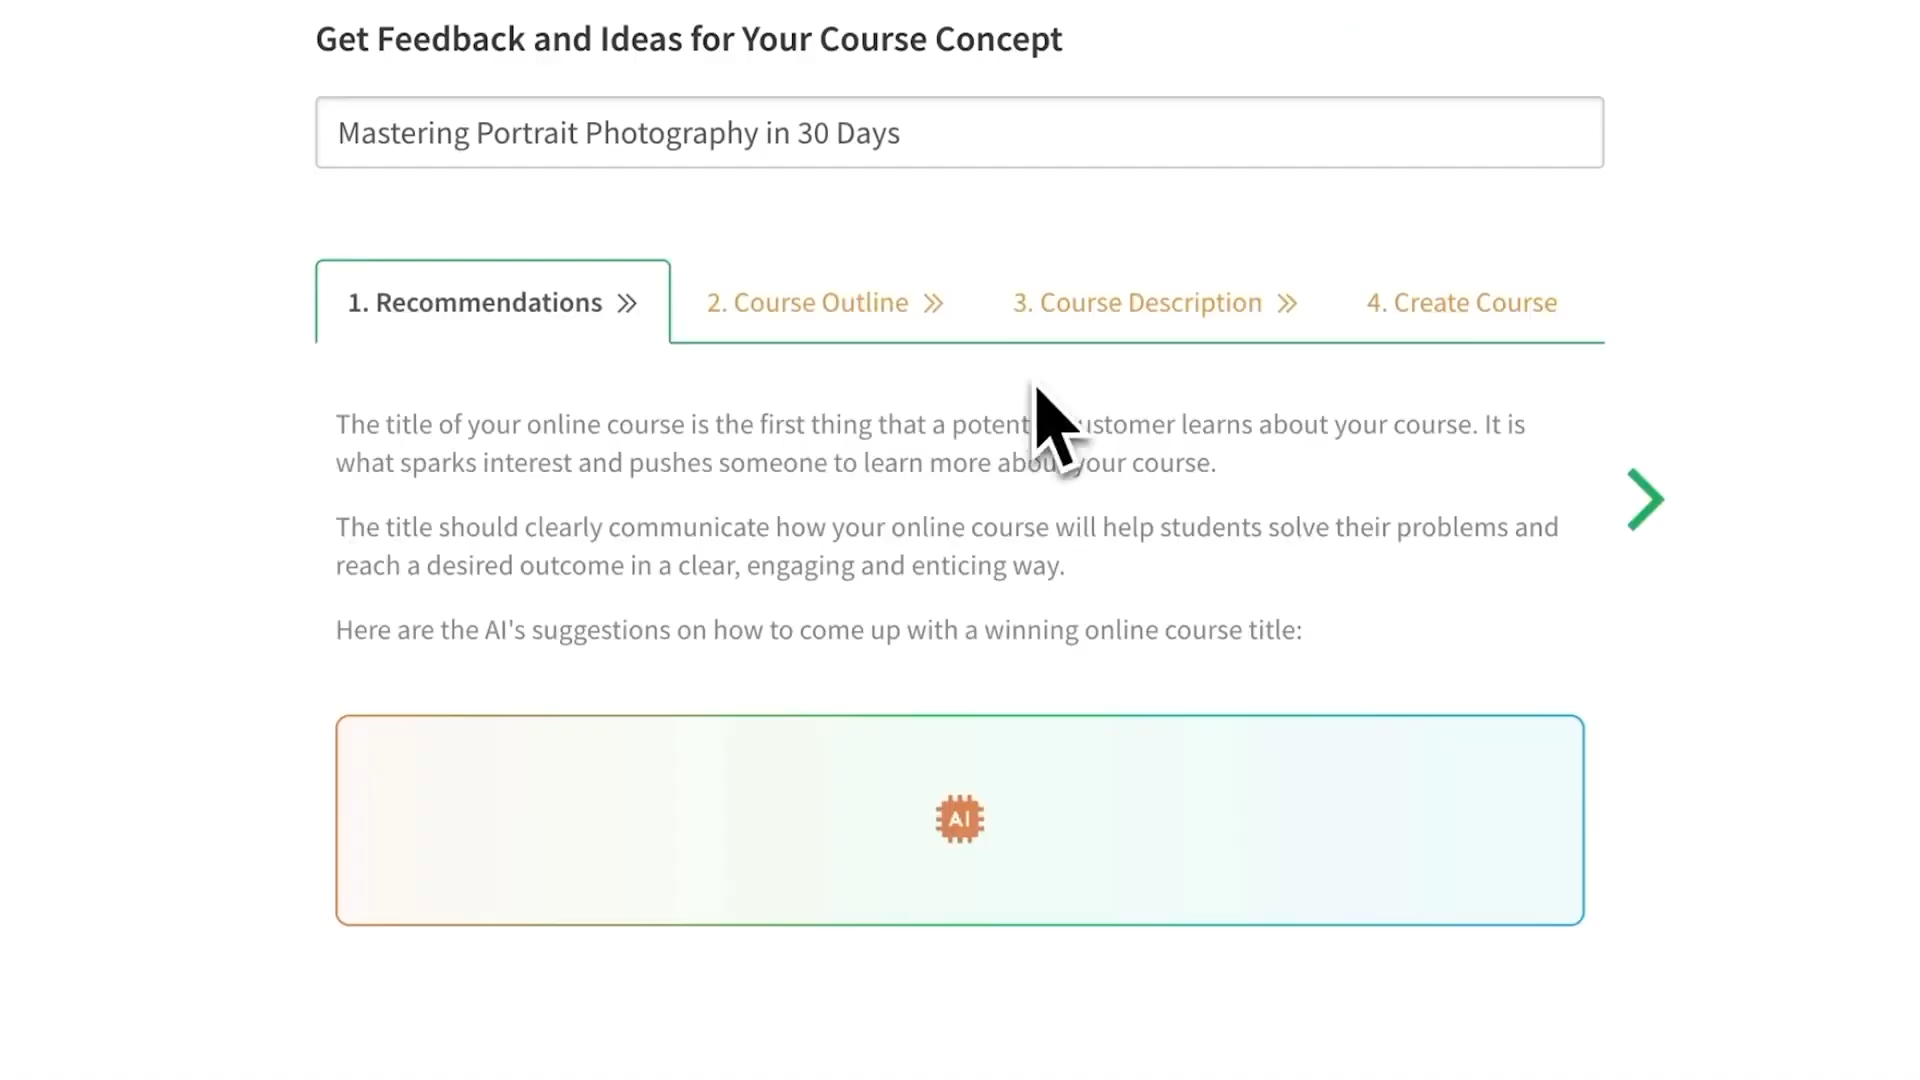 Get Feedback and Ideas for Your Course Concept
Mastering Portrait Photography in 30 Days
1. Recommendations » 2. Course Outline » 3. Course Description » 4. Create Course
The title of your online course is the first thing that a potent ustomer learns about your course. It is
what sparks interest and pushes someone to learn more about your course.
The title should clearly communicate how your online course will help students solve their problems and
reach a desired outcome in a clear, engaging and enticing way.
Here are the AI's suggestions on how to come up with a winning online course title:
AI